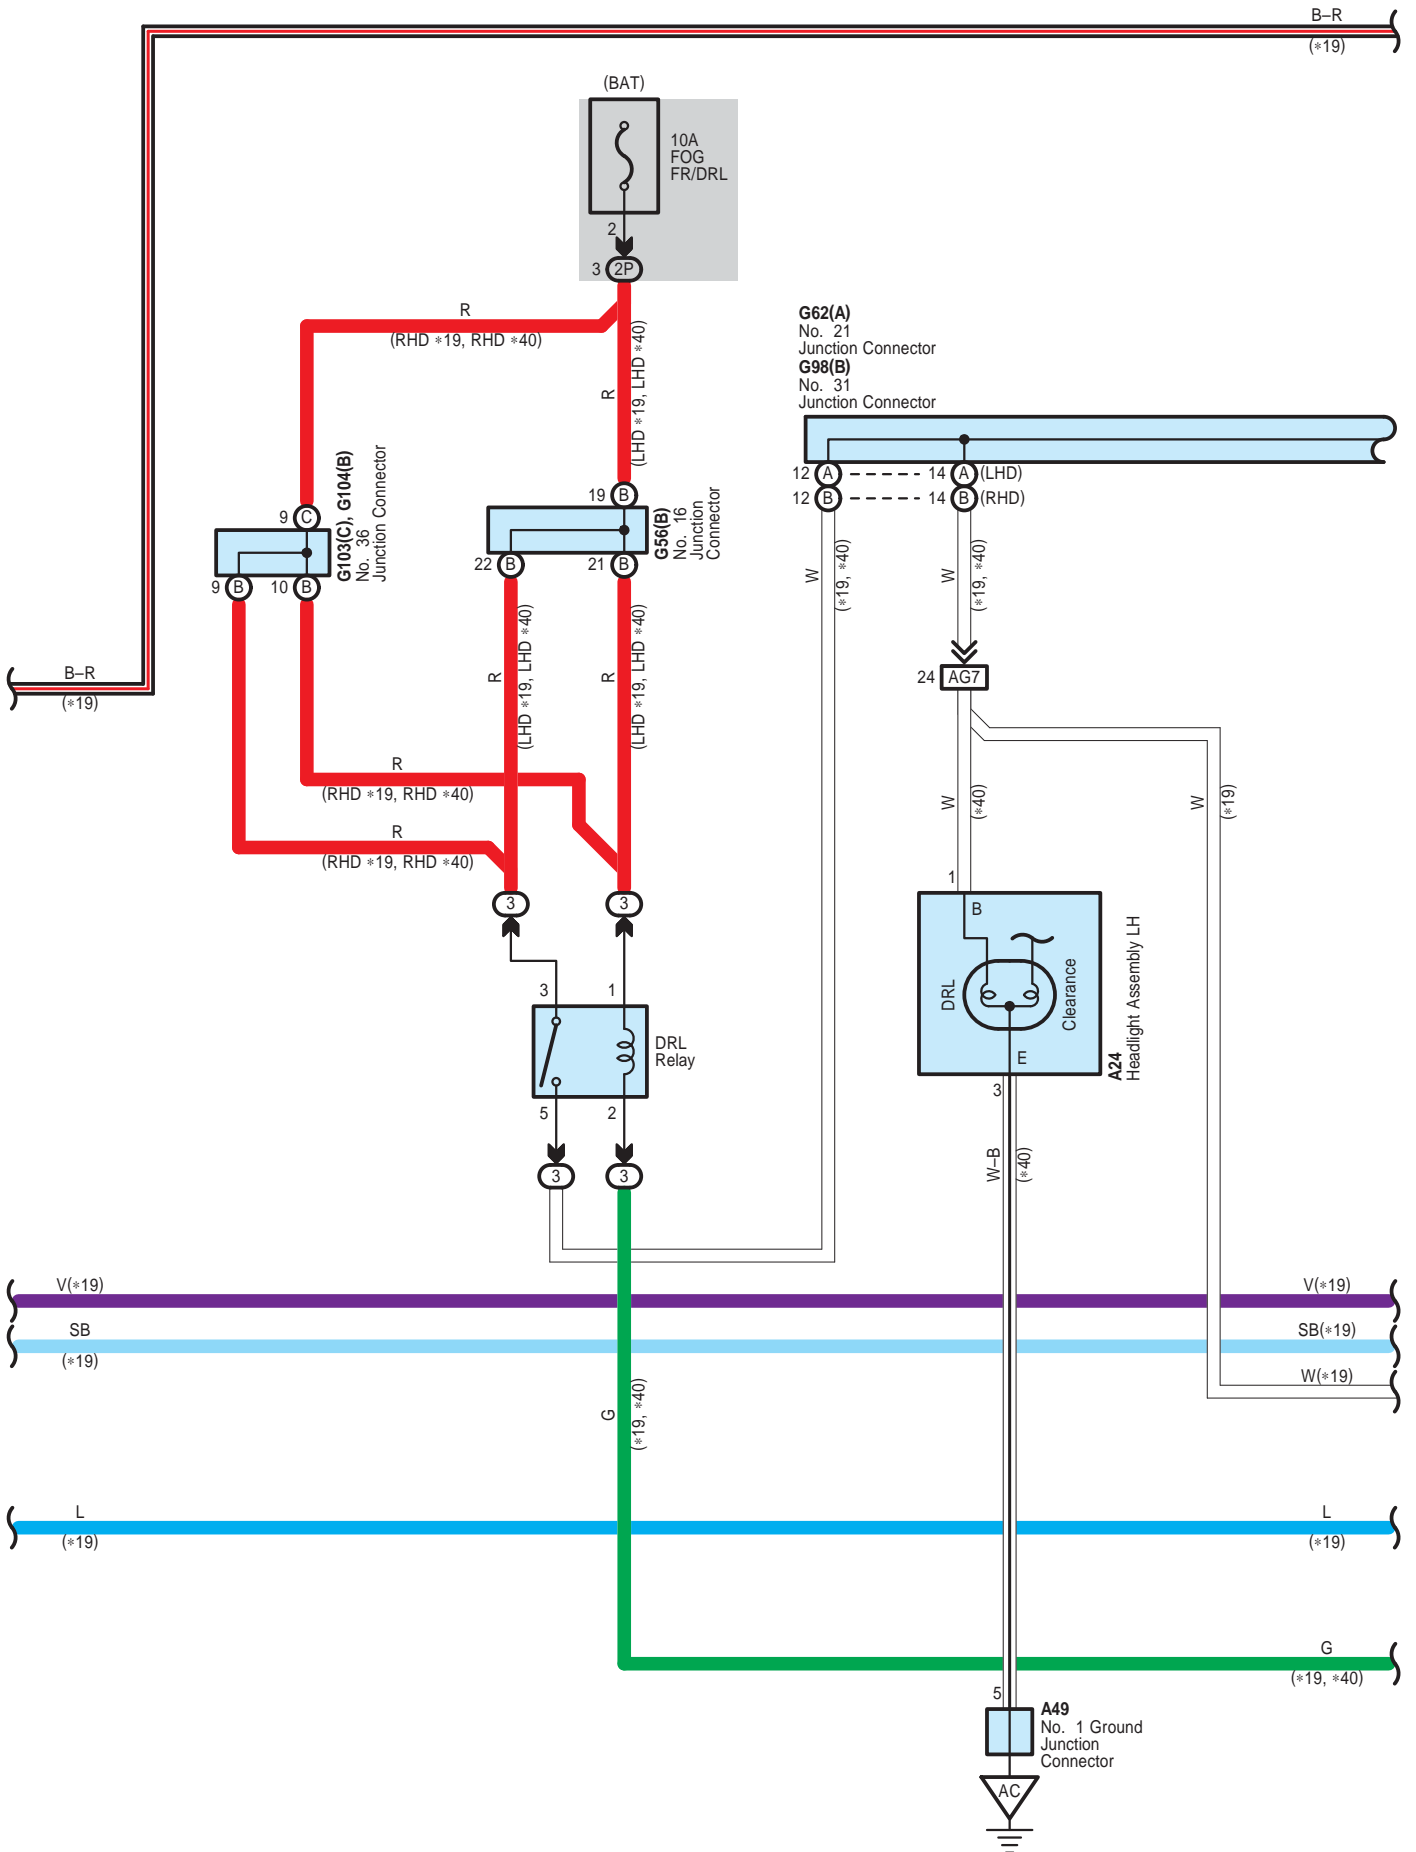 B–R
(*19)
(BAT)
10A
FOG
FR/DRL
2
3 2P
R
(RHD *19, RHD *40)
R
(LHD *19, LHD *40)
G62(A)
No. 21
Junction Connector
G98(B)
No. 31
Junction Connector
12 A 14 A (LHD)
12 B 14 B (RHD)
9 C
G103(C), G104(B)
No. 36
Junction Connector
9 B 10 B
19 B
G56(B)
No. 16
Junction
Connector
22 B 21 B
R
(LHD *19, LHD *40)
R
(LHD *19, LHD *40)
W
(*19, *40)
W
(*19, *40)
24 AG7
B–R
(*19)
R
(RHD *19, RHD *40)
R
(RHD *19, RHD *40)
W
(*40)
W
(*19)
3 3
3 1
DRL
Relay
5 2
3 3
1
B
DRL
Clearance
E
A24
Headlight Assembly LH
3
W–B
(*40)
V(*19)
V(*19)
SB
(*19)
SB(*19)
W(*19)
G
(*19, *40)
L
(*19)
L
(*19)
G
(*19, *40)
5
A49
No. 1 Ground
Junction
Connector
AC